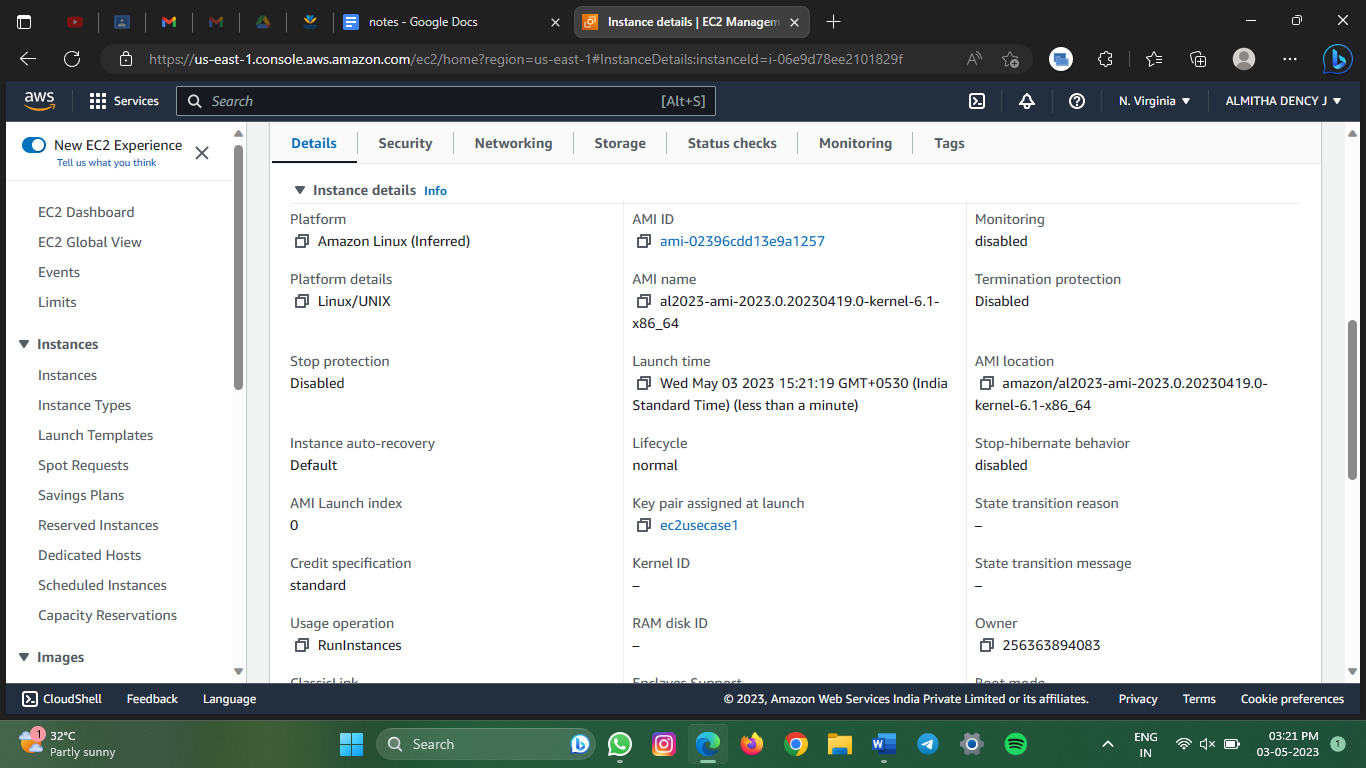 notes - Google Docs
Instance details | EC2 Managem
https://us-east-1.console.aws.amazon.com/ec2/home?region=us-east-1#InstanceDetails:instanceId=i-06e9d78ee2101829f
aws
Services
Search
[Alt+S]
N. Virginia
ALMITHA DENCY J
New EC2 Experience
Tell us what you think
EC2 Dashboard
EC2 Global View
Events
Limits
Instances
Instances
Instance Types
Launch Templates
Spot Requests
Savings Plans
Reserved Instances
Dedicated Hosts
Scheduled Instances
Capacity Reservations
Images
Details
Security
Networking
Storage
Status checks
Monitoring
Tags
Instance details Info
Platform
Amazon Linux (Inferred)
AMI ID
ami-02396cdd13e9a1257
Monitoring
disabled
Platform details
Linux/UNIX
AMI name
al2023-ami-2023.0.20230419.0-kernel-6.1-
x86_64
Termination protection
Disabled
Stop protection
Disabled
Launch time
Wed May 03 2023 15:21:19 GMT+0530 (India
Standard Time) (less than a minute)
AMI location
amazon/al2023-ami-2023.0.20230419.0-
kernel-6.1-x86_64
Instance auto-recovery
Default
Lifecycle
normal
Stop-hibernate behavior
disabled
AMI Launch index
0
Key pair assigned at launch
ec2usecase1
State transition reason
–
Credit specification
standard
Kernel ID
–
State transition message
–
Usage operation
RunInstances
RAM disk ID
–
Owner
256363894083
ClassicLink
Enclaves Support
Boot mode
CloudShell
Feedback
Language
© 2023, Amazon Web Services India Private Limited or its affiliates.
Privacy
Terms
Cookie preferences
1
32°C
Partly sunny
Search
ENG
IN
03:21 PM
03-05-2023
1